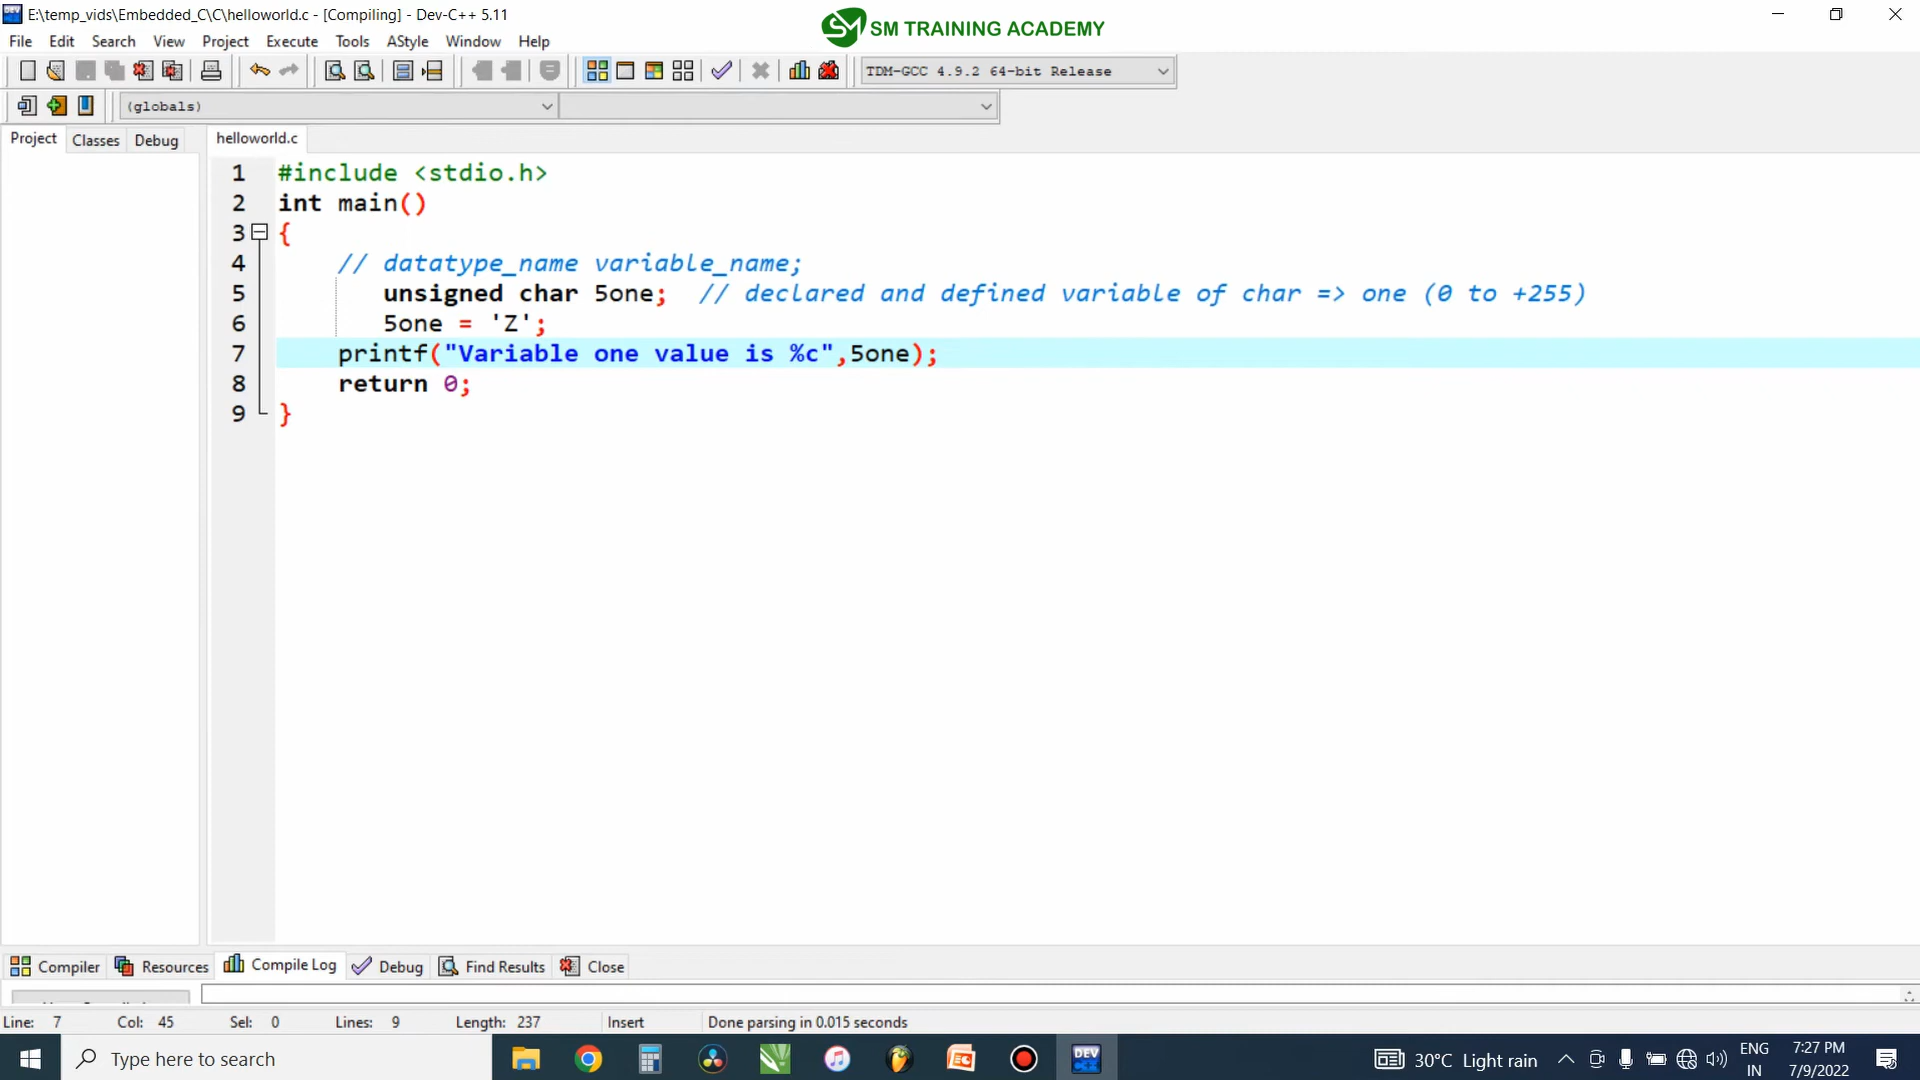 E:\temp_vids\Embedded_C\C\helloworld.c - [Compiling] - Dev-C++ 5.11
SM TRAINING ACADEMY
File Edit Search View Project Execute Tools AStyle Window Help
TDM-GCC 4.9.2 64-bit Release
(globals)
Project Classes Debug helloworld.c
1 #include <stdio.h>
2 int main()
3 {
4 // datatype_name variable_name;
5 unsigned char 5one; // declared and defined variable of char => one (0 to +255)
6 5one = 'Z';
7 printf("Variable one value is %c",5one);
8 return 0;
9 }
Compiler Resources Compile Log Debug Find Results Close
Line: 7 Col: 45 Sel: 0 Lines: 9 Length: 237 Insert Done parsing in 0.015 seconds
Type here to search
DEV
30°C Light rain
ENG
IN
7:27 PM
7/9/2022